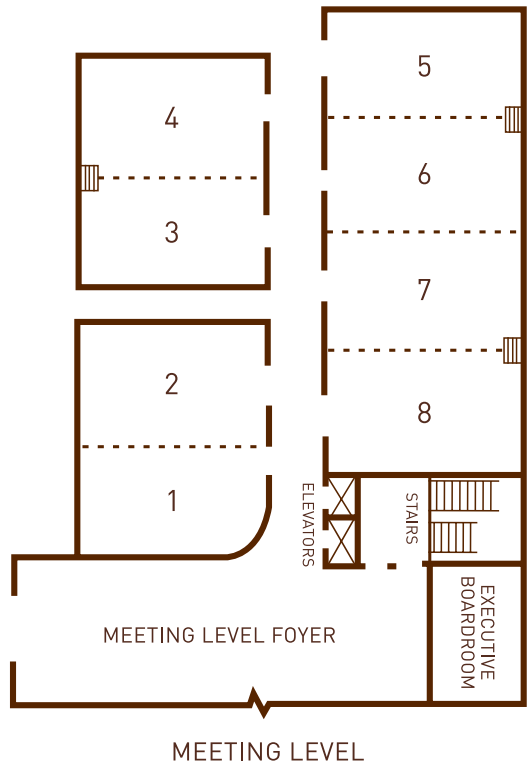 5
4
6
3
7
2
8
1
ELEVATORS
STAIRS
MEETING LEVEL FOYER
EXECUTIVE
BOARDROOM
MEETING LEVEL